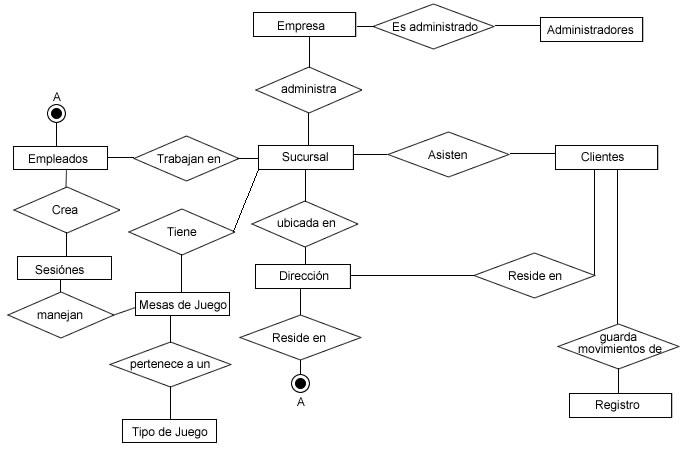 Empresa
Es administrado
Administradores
administra
A
Empleados
Trabajan en
Sucursal
Asisten
Clientes
Crea
Tiene
ubicada en
Sesiónes
Dirección
Reside en
Mesas de Juego
manejan
Reside en
guarda
movimientos de
pertenece a un
A
Registro
Tipo de Juego